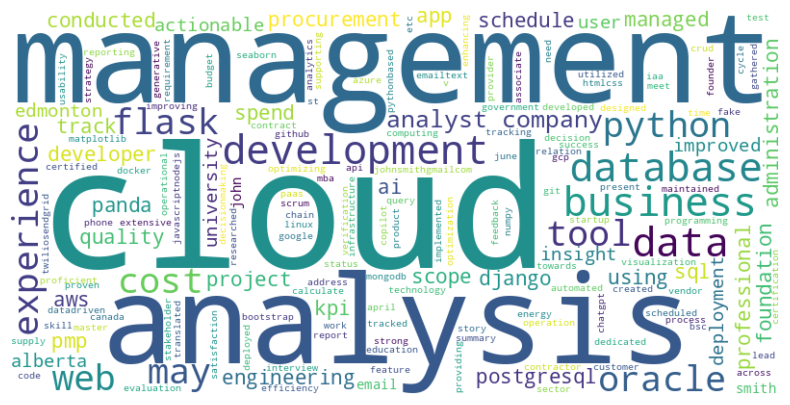 management
cloud
analysis
conducted
actionable
procurement
app
schedule
user
managed
test
reporting
usability
strategy
generative
requirement
budget
seaborn
analytics
supporting
etc
azure
emailtext
v
pythonbased
enhancing
provider
need
associate
utilized
htmlcss
iaa
meet
crud
cycle
gathered
founder
edmonton
track
matplotlib
improving
flask
spend
st
contract
github
analyst
company
government
developed
designed
time
fake
python
improved
administration
developer
certified
docker
development
computing
tracking
decision
success
relation
gcp
database
experience
panda
quality
operational
javascriptnodejs
twiliosendgrid
phone extensive
university
decisionmaking
john
researched
optimizing
mba
scrum
chain
linux
google
api
ai
paas
certification
infrastructure
copilot
query
product
implemented
optimization
johnsmithgmailcom
june
feedback
git
numpy
present
maintained
startup
programming
business
tool
data
cost
project
status
mongodb
scope
django
insight
using
visualization
towards
sql
professional
foundation
certification
aws
datadriven
proficient
proven
canada
skill
master
translated
stakeholder
satisfaction
address
calculate
bootstrap
deployed
kpi
april
work
report
tracked
strong
education
technology
chatgpt
automated
created
vendor
scheduled
process
bsc
deployment
pmp
supply
alberta
code
evaluation
web
may
engineering
interview
efficiency
feature
email
story
summary
providing
energy
operation
dedicated
contractor
sector
customer
postgresql
oracle
lead
across
smith